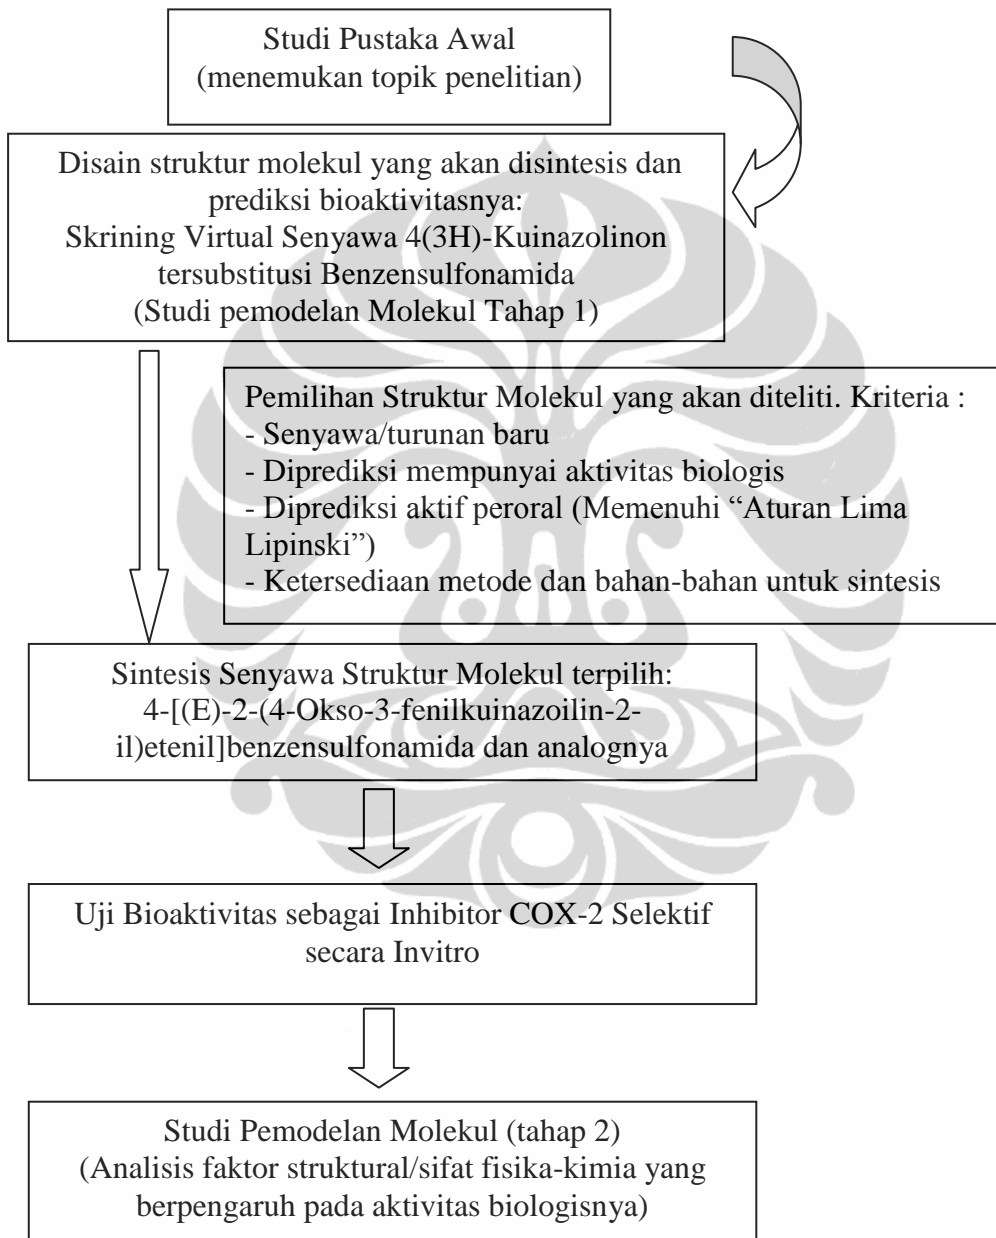 Studi Pustaka Awal
(menemukan topik penelitian)
Disain struktur molekul yang akan disintesis dan
prediksi bioaktivitasnya:
Skrining Virtual Senyawa 4(3H)-Kuinazolinon
tersubstitusi Benzensulfonamida
(Studi pemodelan Molekul Tahap 1)
Pemilihan Struktur Molekul yang akan diteliti. Kriteria :
- Senyawa/turunan baru
- Diprediksi mempunyai aktivitas biologis
- Diprediksi aktif peroral (Memenuhi “Aturan Lima
Lipinski”)
- Ketersediaan metode dan bahan-bahan untuk sintesis
Sintesis Senyawa Struktur Molekul terpilih:
4-[(E)-2-(4-Okso-3-fenilkuinazoilin-2-
il)etenil]benzensulfonamida dan analognya
Uji Bioaktivitas sebagai Inhibitor COX-2 Selektif
secara Invitro
Studi Pemodelan Molekul (tahap 2)
(Analisis faktor struktural/sifat fisika-kimia yang
berpengaruh pada aktivitas biologisnya)